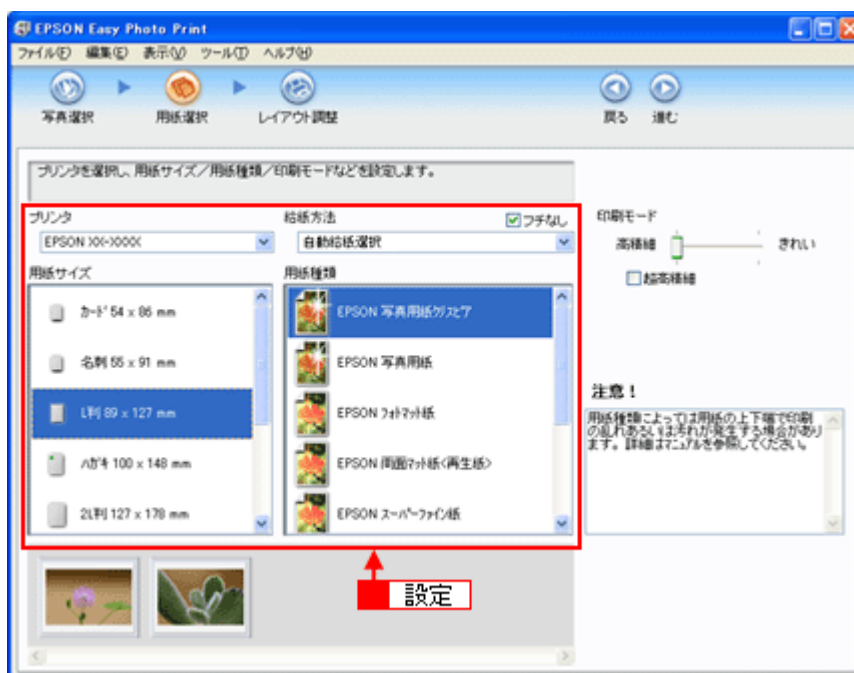 EPSON Easy Photo Print
ファイル(F) 編集(E) 表示(V) ツール(T) ヘルプ(H)
写真選択 用紙選択 レイアウト調整 戻る 進む
プリンタを選択し、用紙サイズ/用紙種類/印刷モードなどを設定します。
プリンタ 給紙方法 フチなし 印刷モード
EPSON XX-XXXX 自動給紙選択 高精細 きれい
用紙サイズ 用紙種類 超高精細
カード 54 x 86 mm EPSON 写真用紙クリスピア
名刺 55 x 91 mm EPSON 写真用紙
L判 89 x 127 mm EPSON フォトマット紙
ハガキ 100 x 148 mm EPSON 両面マット紙<再生紙>
2L判 127 x 178 mm EPSON スーパーファイン紙
注意!
用紙種類によっては用紙の上下端で印刷
の乱れあるいは汚れが発生する場合があり
ます。詳細はマニュアルを参照してください。
設定